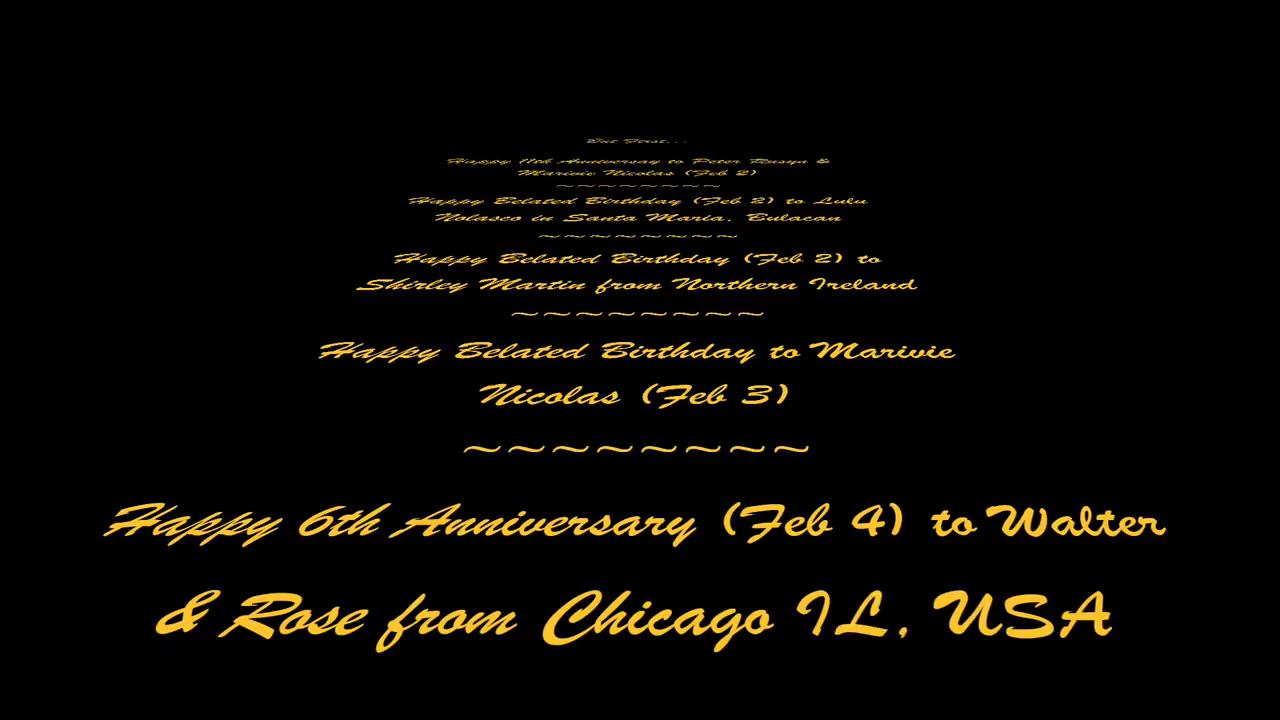 But First...
Happy 11th Anniversay to Peter Rusyn &
Marivie Nicolas (Feb 2)
~~~~~~~~
Happy Belated Birthday (Feb 2) to Lulu
Nolasco in Santa Maria, Bulacan
~~~~~~~~
Happy Belated Birthday (Feb 2) to
Shirley Martin from Northern Ireland
~~~~~~~~
Happy Belated Birthday to Marivie
Nicolas (Feb 3)
~~~~~~~~
Happy 6th Anniversary (Feb 4) to Walter
& Rose from Chicago IL, USA